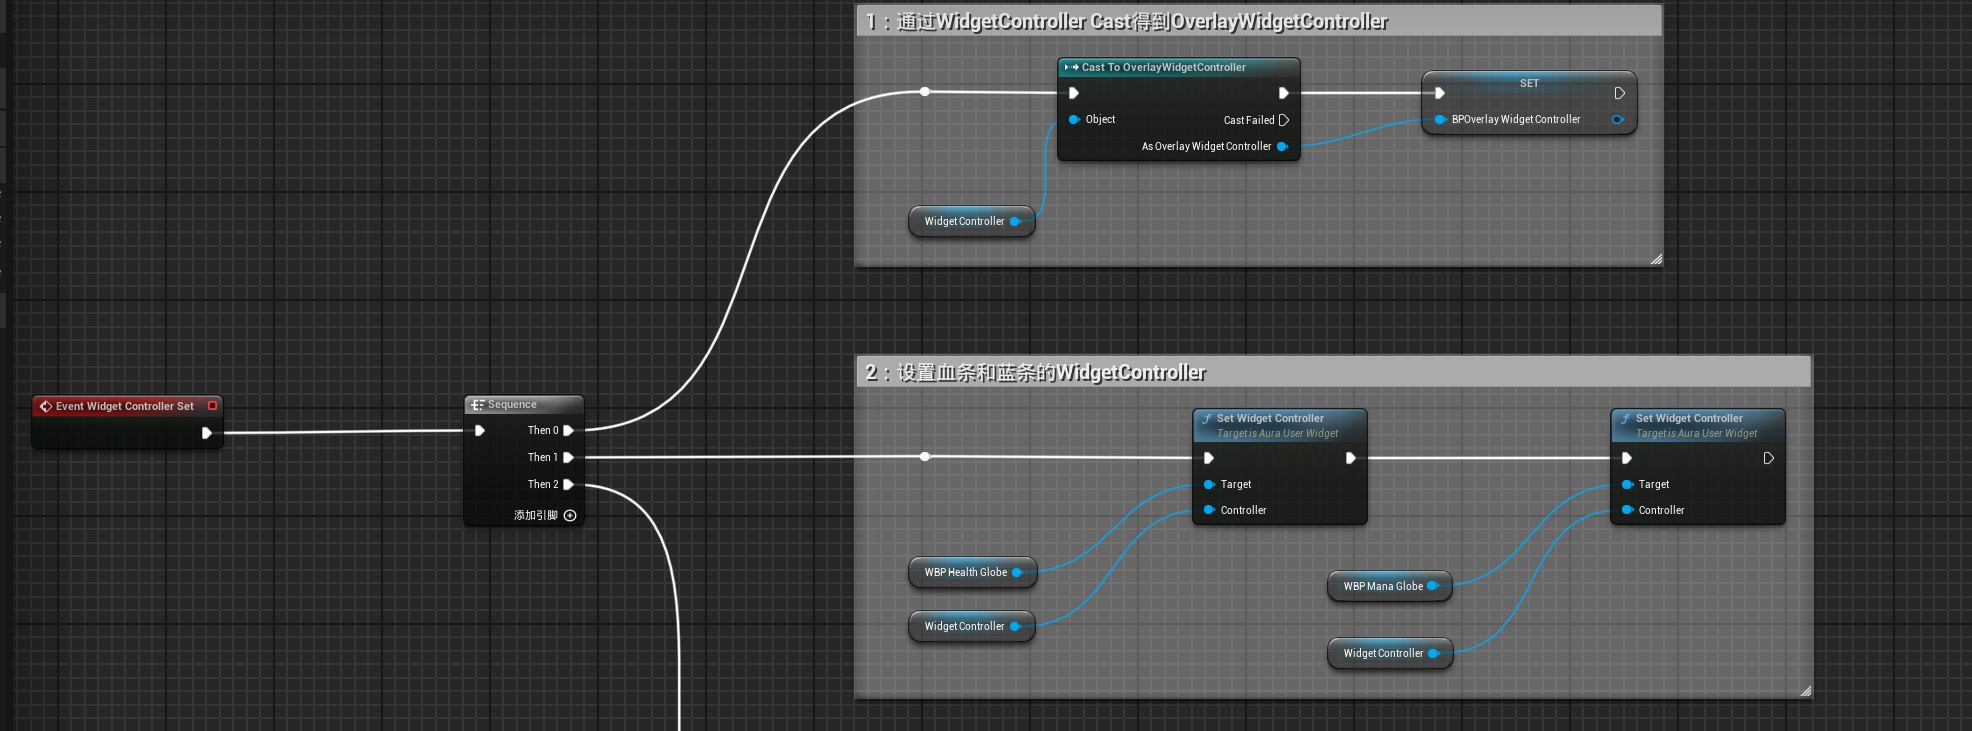 1：通过WidgetController Cast得到OverlayWidgetController
Cast To OverlayWidgetController
Object
Cast Failed
As Overlay Widget Controller
SET
BPOverlay Widget Controller
Widget Controller
2：设置血条和蓝条的WidgetController
Event Widget Controller Set
Sequence
Then 0
Then 1
Then 2
添加引脚
Set Widget Controller
Target is Aura User Widget
Target
Controller
WBP Health Globe
Widget Controller
Set Widget Controller
Target is Aura User Widget
Target
Controller
WBP Mana Globe
Widget Controller